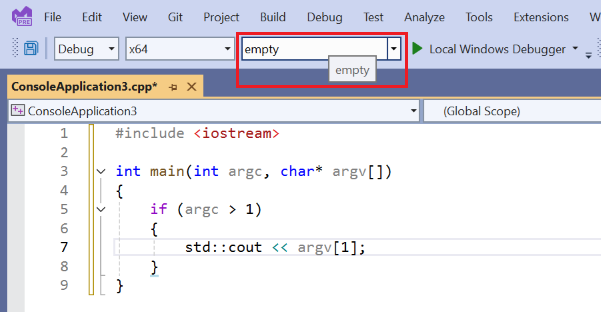 File Edit View Git Project Build Debug Test Analyze Tools Extensions W
PRE
Debug x64 empty Local Windows Debugger
empty
ConsoleApplication3.cpp*
ConsoleApplication3 (Global Scope)
1 #include <iostream>
2
3 int main(int argc, char* argv[])
4 {
5 if (argc > 1)
6 {
7 std::cout << argv[1];
8 }
9 }